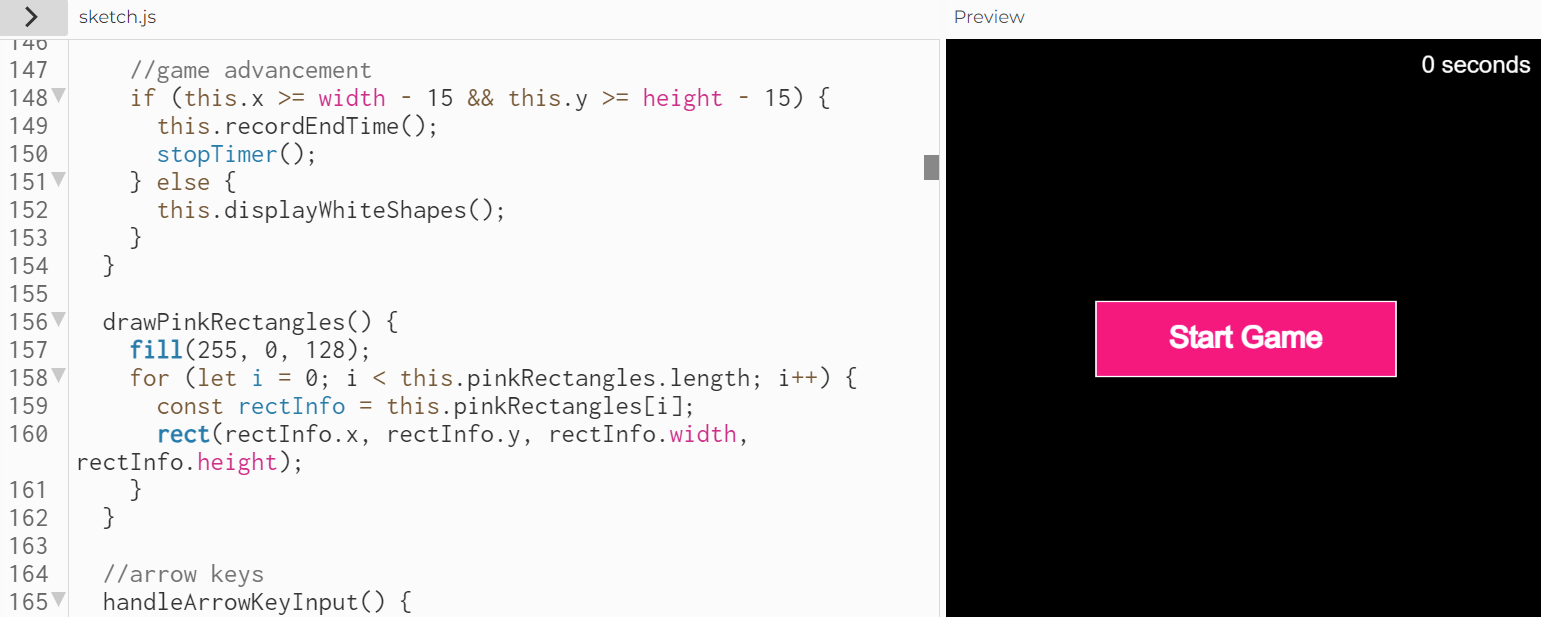 sketch.js
Preview
146
147 //game advancement
148 if (this.x >= width - 15 && this.y >= height - 15) {
149 this.recordEndTime();
150 stopTimer();
151 } else {
152 this.displayWhiteShapes();
153 }
154 }
155
156 drawPinkRectangles() {
157 fill(255, 0, 128);
158 for (let i = 0; i < this.pinkRectangles.length; i++) {
159 const rectInfo = this.pinkRectangles[i];
160 rect(rectInfo.x, rectInfo.y, rectInfo.width,
rectInfo.height);
161 }
162 }
163
164 //arrow keys
165 handleArrowKeyInput() {
0 seconds
Start Game